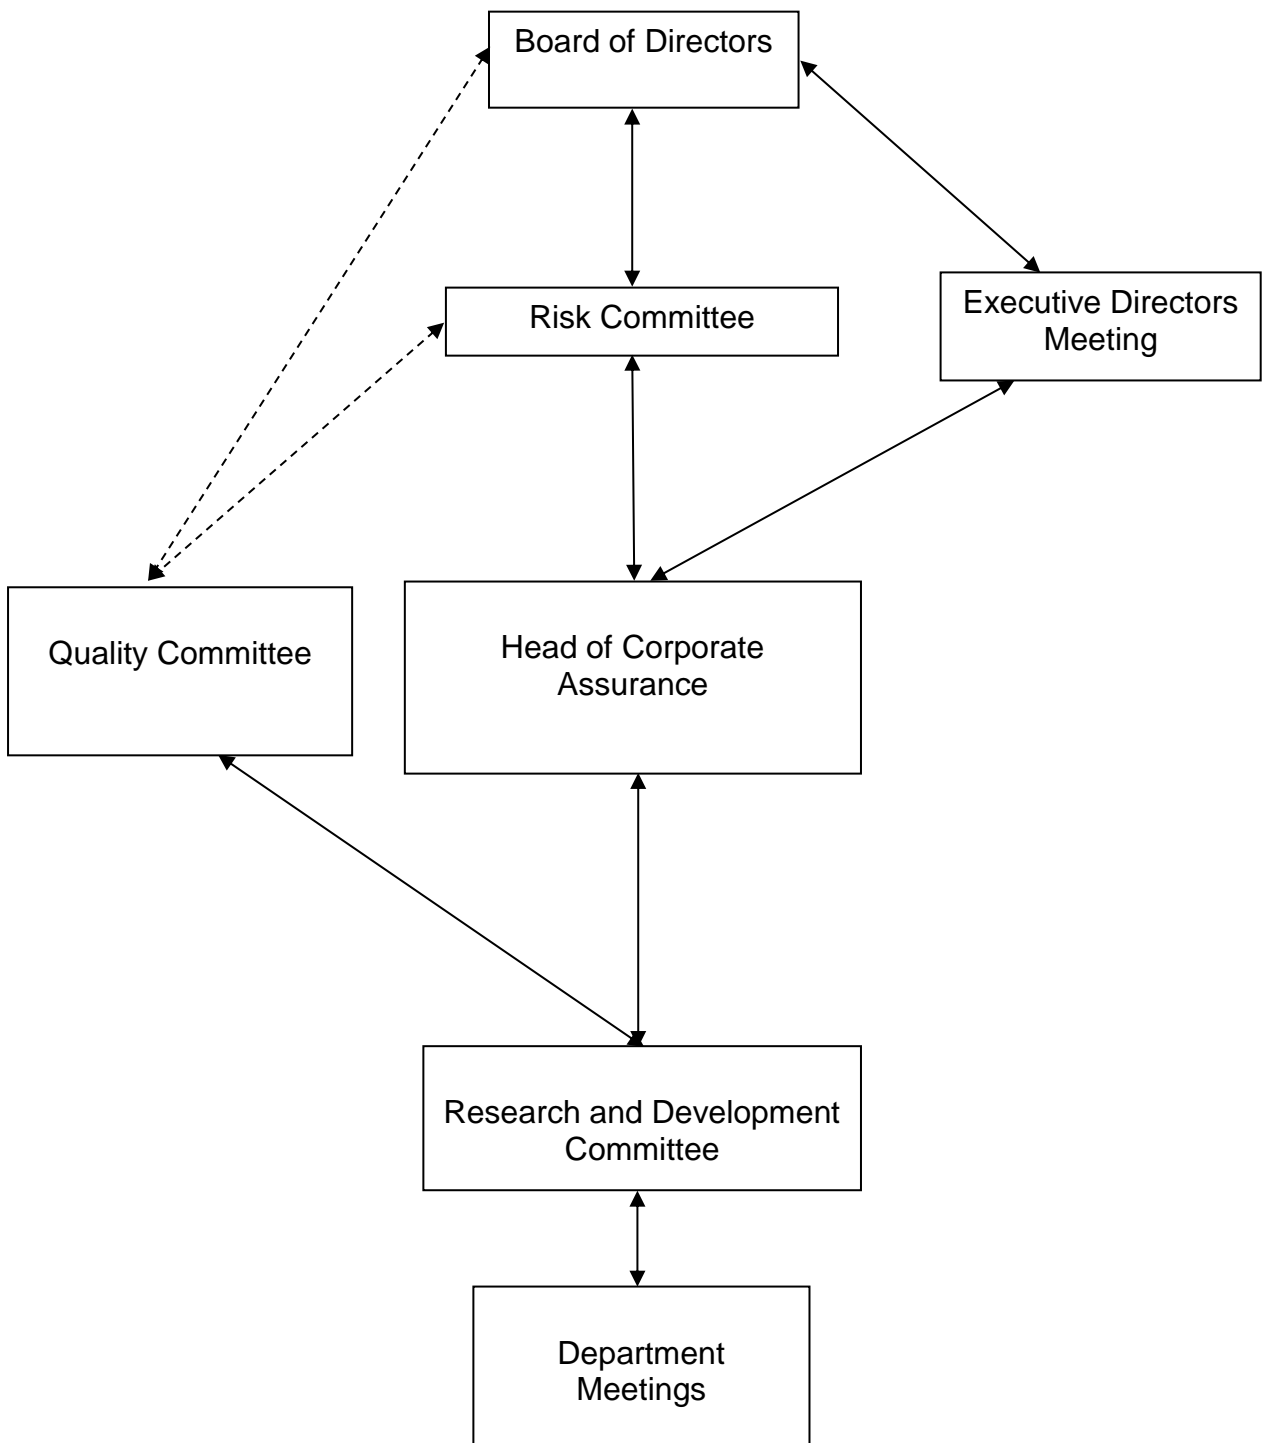 Board of Directors
Risk Committee
Executive Directors
Meeting
Quality Committee
Head of Corporate
Assurance
Research and Development
Committee
Department
Meetings